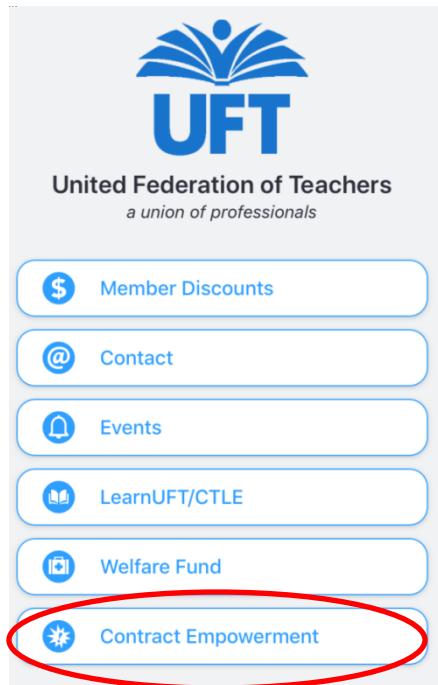 UFT
United Federation of Teachers
a union of professionals
$ Member Discounts
@ Contact
Events
LearnUFT/CTLE
Welfare Fund
Contract Empowerment